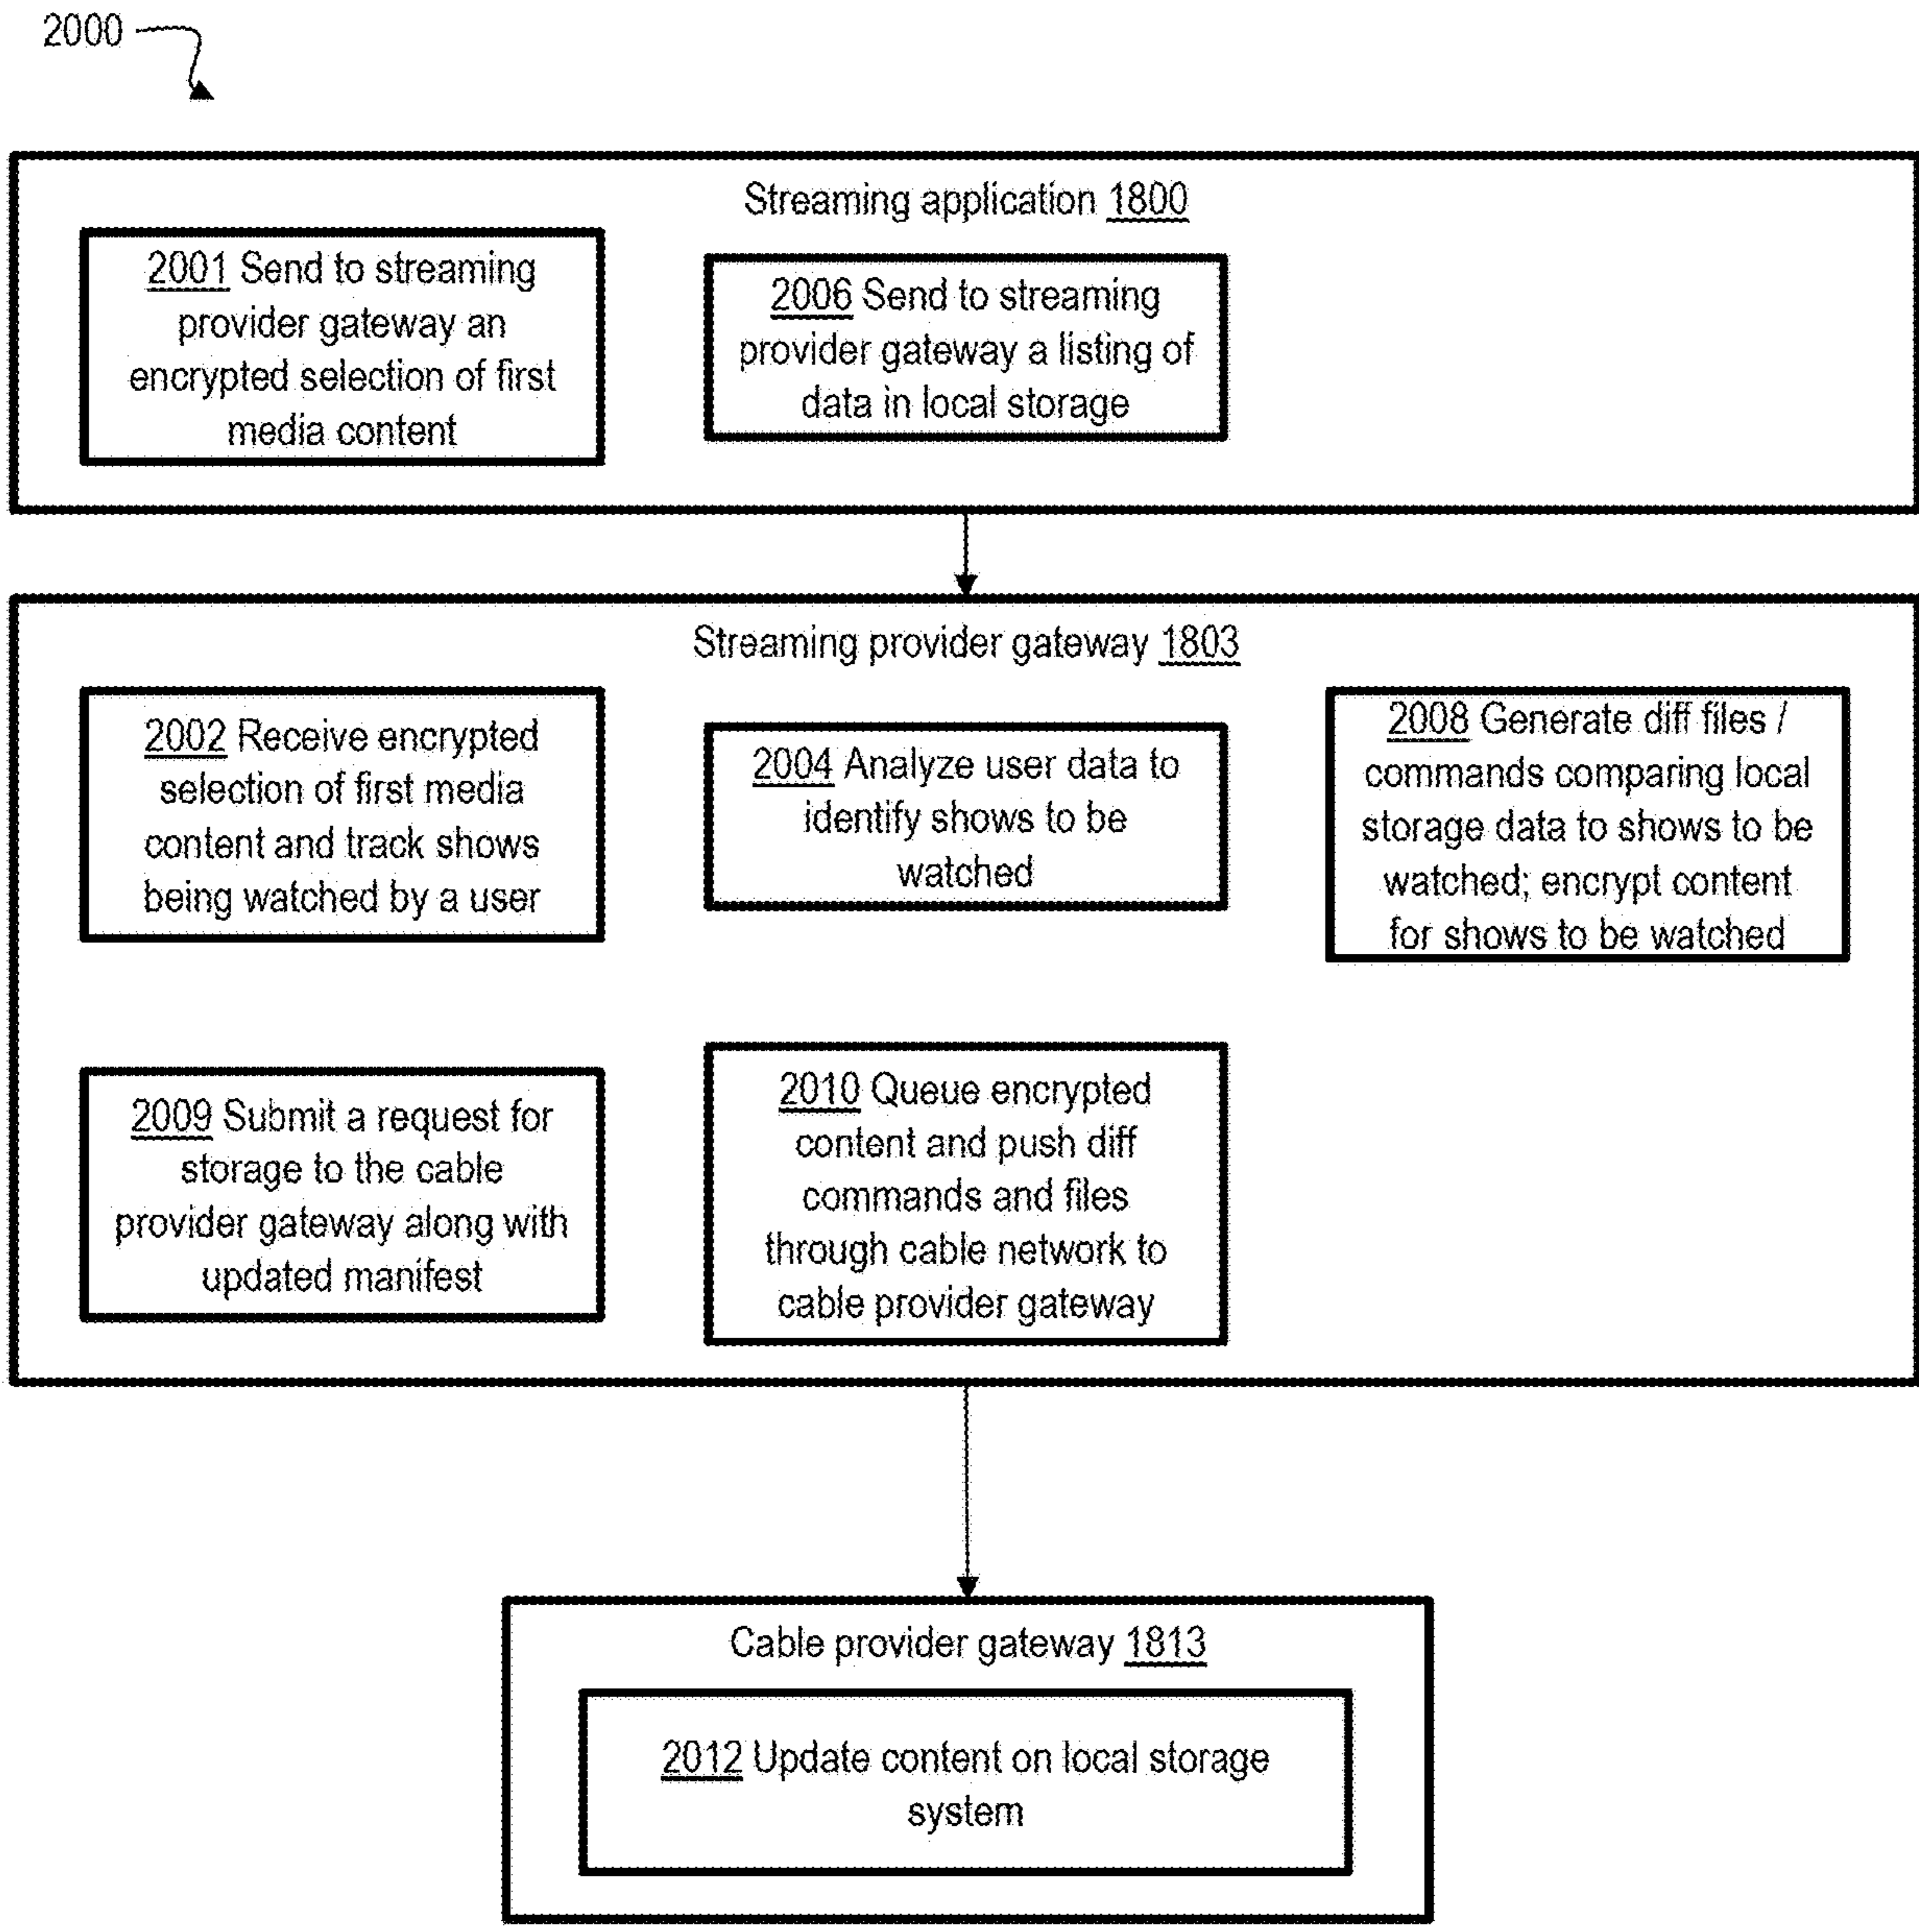 2000
Streaming application 1800
2001 Send to streaming
provider gateway an
encrypted selection of first
media content
2006 Send to streaming
provider gateway a listing of
data in local storage
Streaming provider gateway 1803
2002 Receive encrypted
selection of first media
content and track shows
being watched by a user
2004 Analyze user data to
identify shows to be
watched
2008 Generate diff files /
commands comparing local
storage data to shows to be
watched; encrypt content
for shows to be watched
2009 Submit a request for
storage to the cable
provider gateway along with
updated manifest
2010 Queue encrypted
content and push diff
commands and files
through cable network to
cable provider gateway
Cable provider gateway 1813
2012 Update content on local storage
system